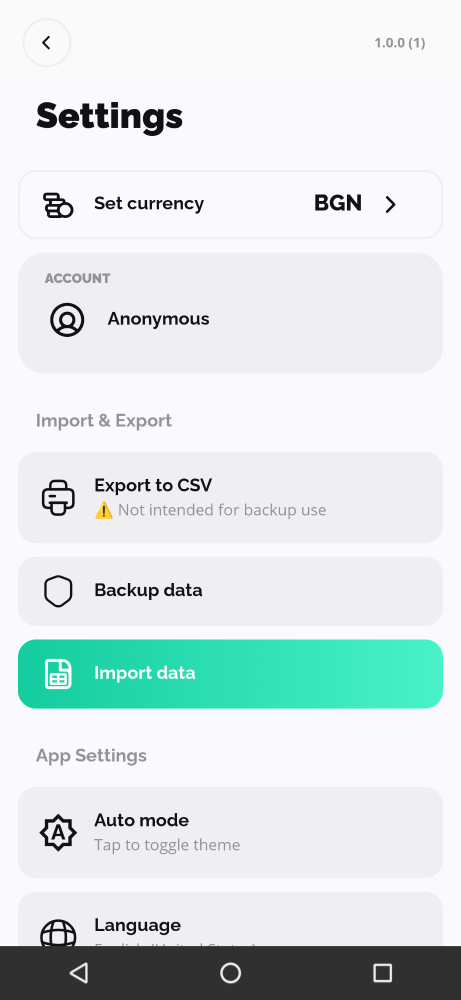 1.0.0 (1)
Settings
Set currency BGN
ACCOUNT
Anonymous
Import & Export
Export to CSV
⚠️ Not intended for backup use
Backup data
Import data
App Settings
Auto mode
Tap to toggle theme
Language